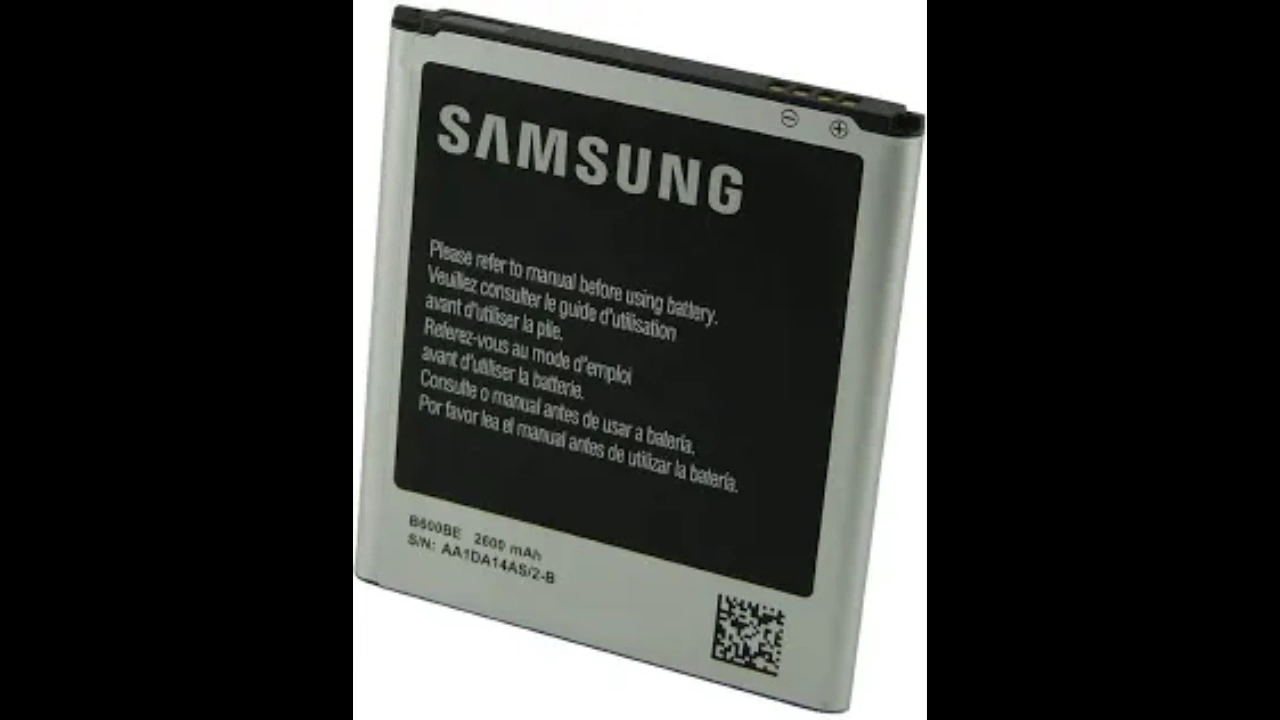 SAMSUNG
Please refer to manual before using battery.
Veuillez consulter le guide d'utilisation
avant d'utiliser la pile.
Referez-vous au mode d'emploi
avant d'utiliser la batterie.
Consulte o manual antes de usar a bateria.
Por favor lea el manual antes de utilizar la batería.
B600BE 2600 mAh
S/N: AA1DA14AS/2-B